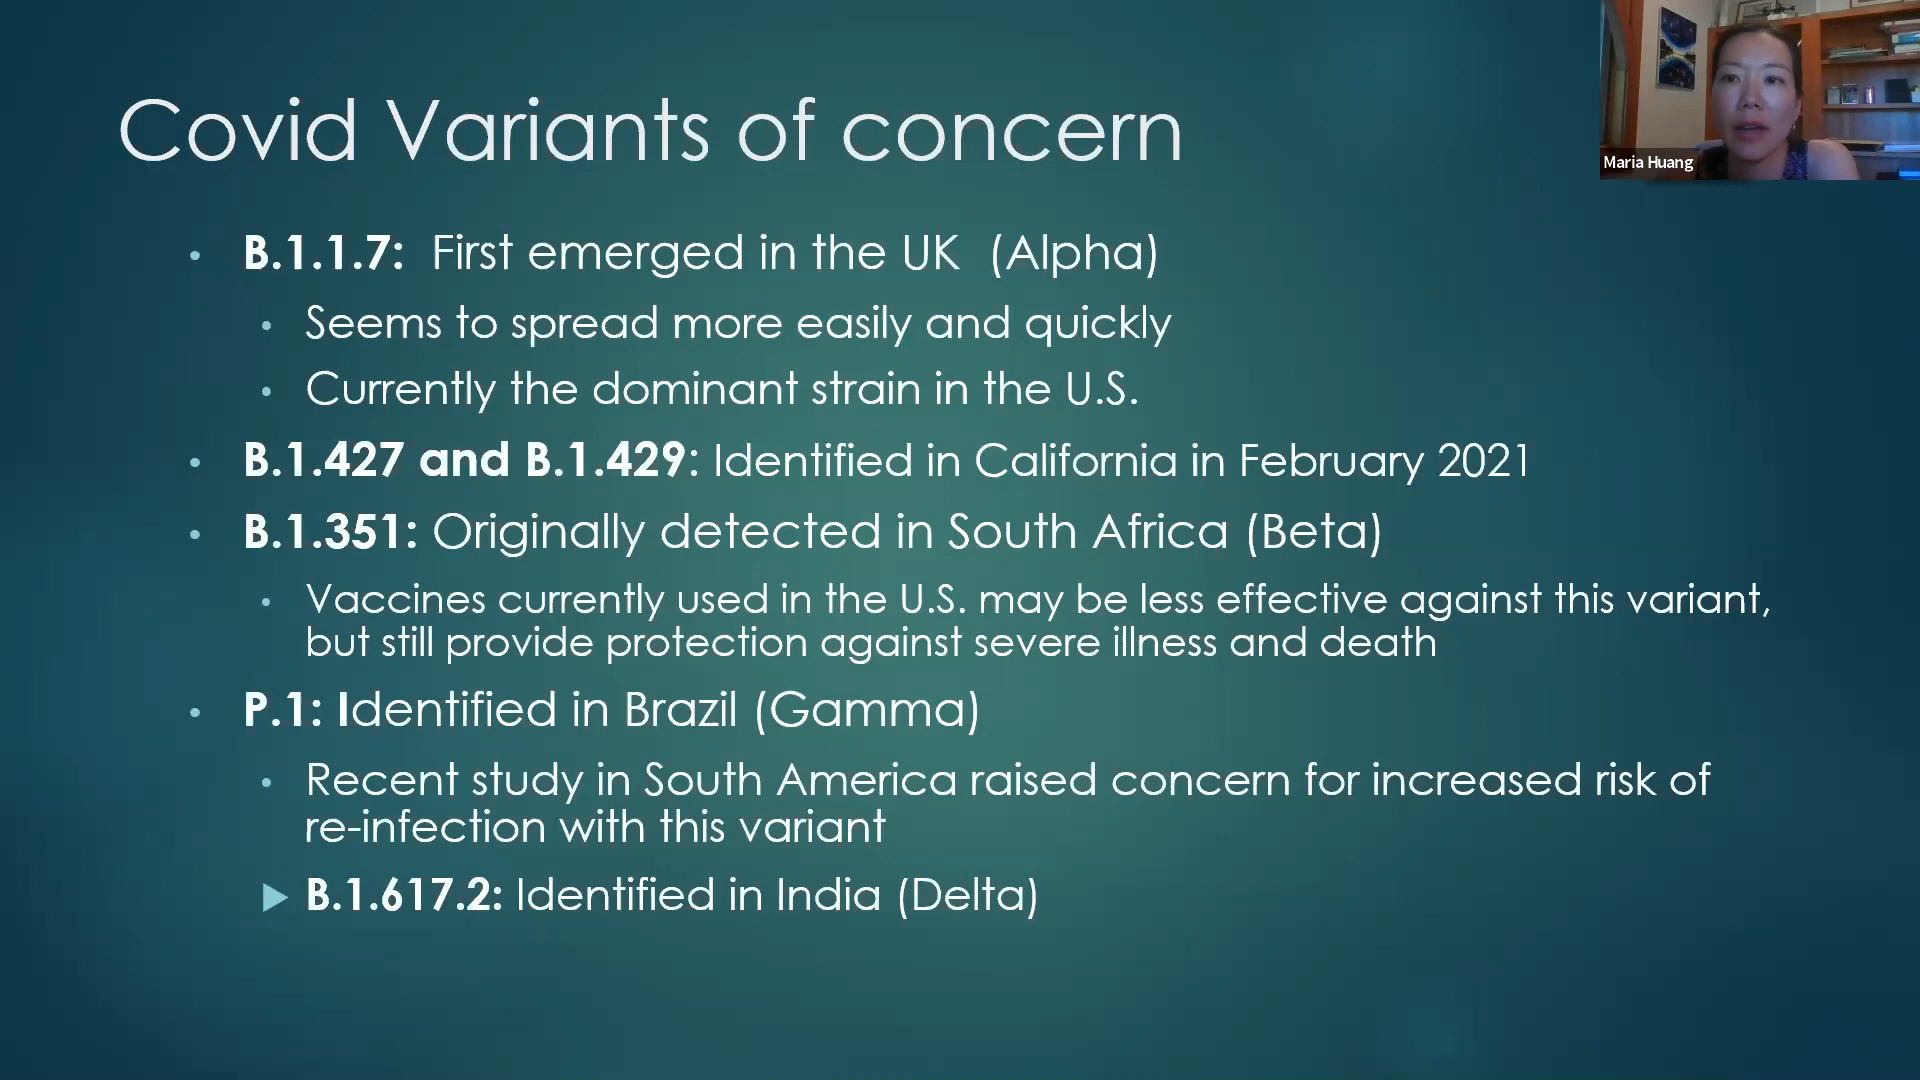 Covid Variants of concern
Maria Huang
• B.1.1.7:  First emerged in the UK  (Alpha)
• Seems to spread more easily and quickly
• Currently the dominant strain in the U.S.
• B.1.427 and B.1.429: Identified in California in February 2021
• B.1.351: Originally detected in South Africa (Beta)
• Vaccines currently used in the U.S. may be less effective against this variant,
but still provide protection against severe illness and death
• P.1: Identified in Brazil (Gamma)
• Recent study in South America raised concern for increased risk of
re-infection with this variant
▶ B.1.617.2: Identified in India (Delta)